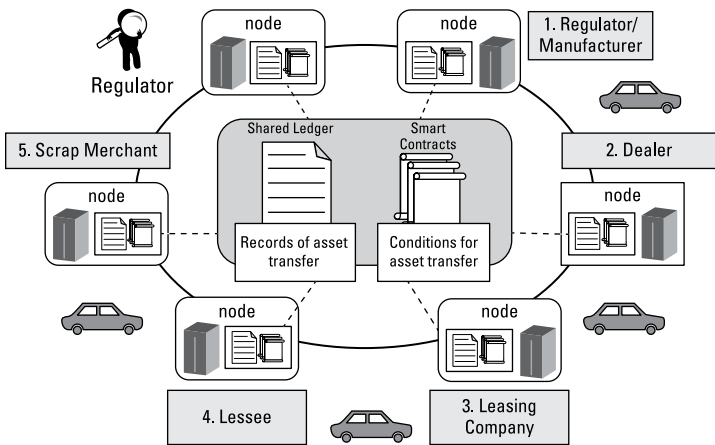 node
node
1. Regulator/
Manufacturer
Regulator
Shared Ledger
Smart
Contracts
5. Scrap Merchant
2. Dealer
node
node
Records of asset
transfer
Conditions for
asset transfer
node
node
4. Lessee
3. Leasing
Company